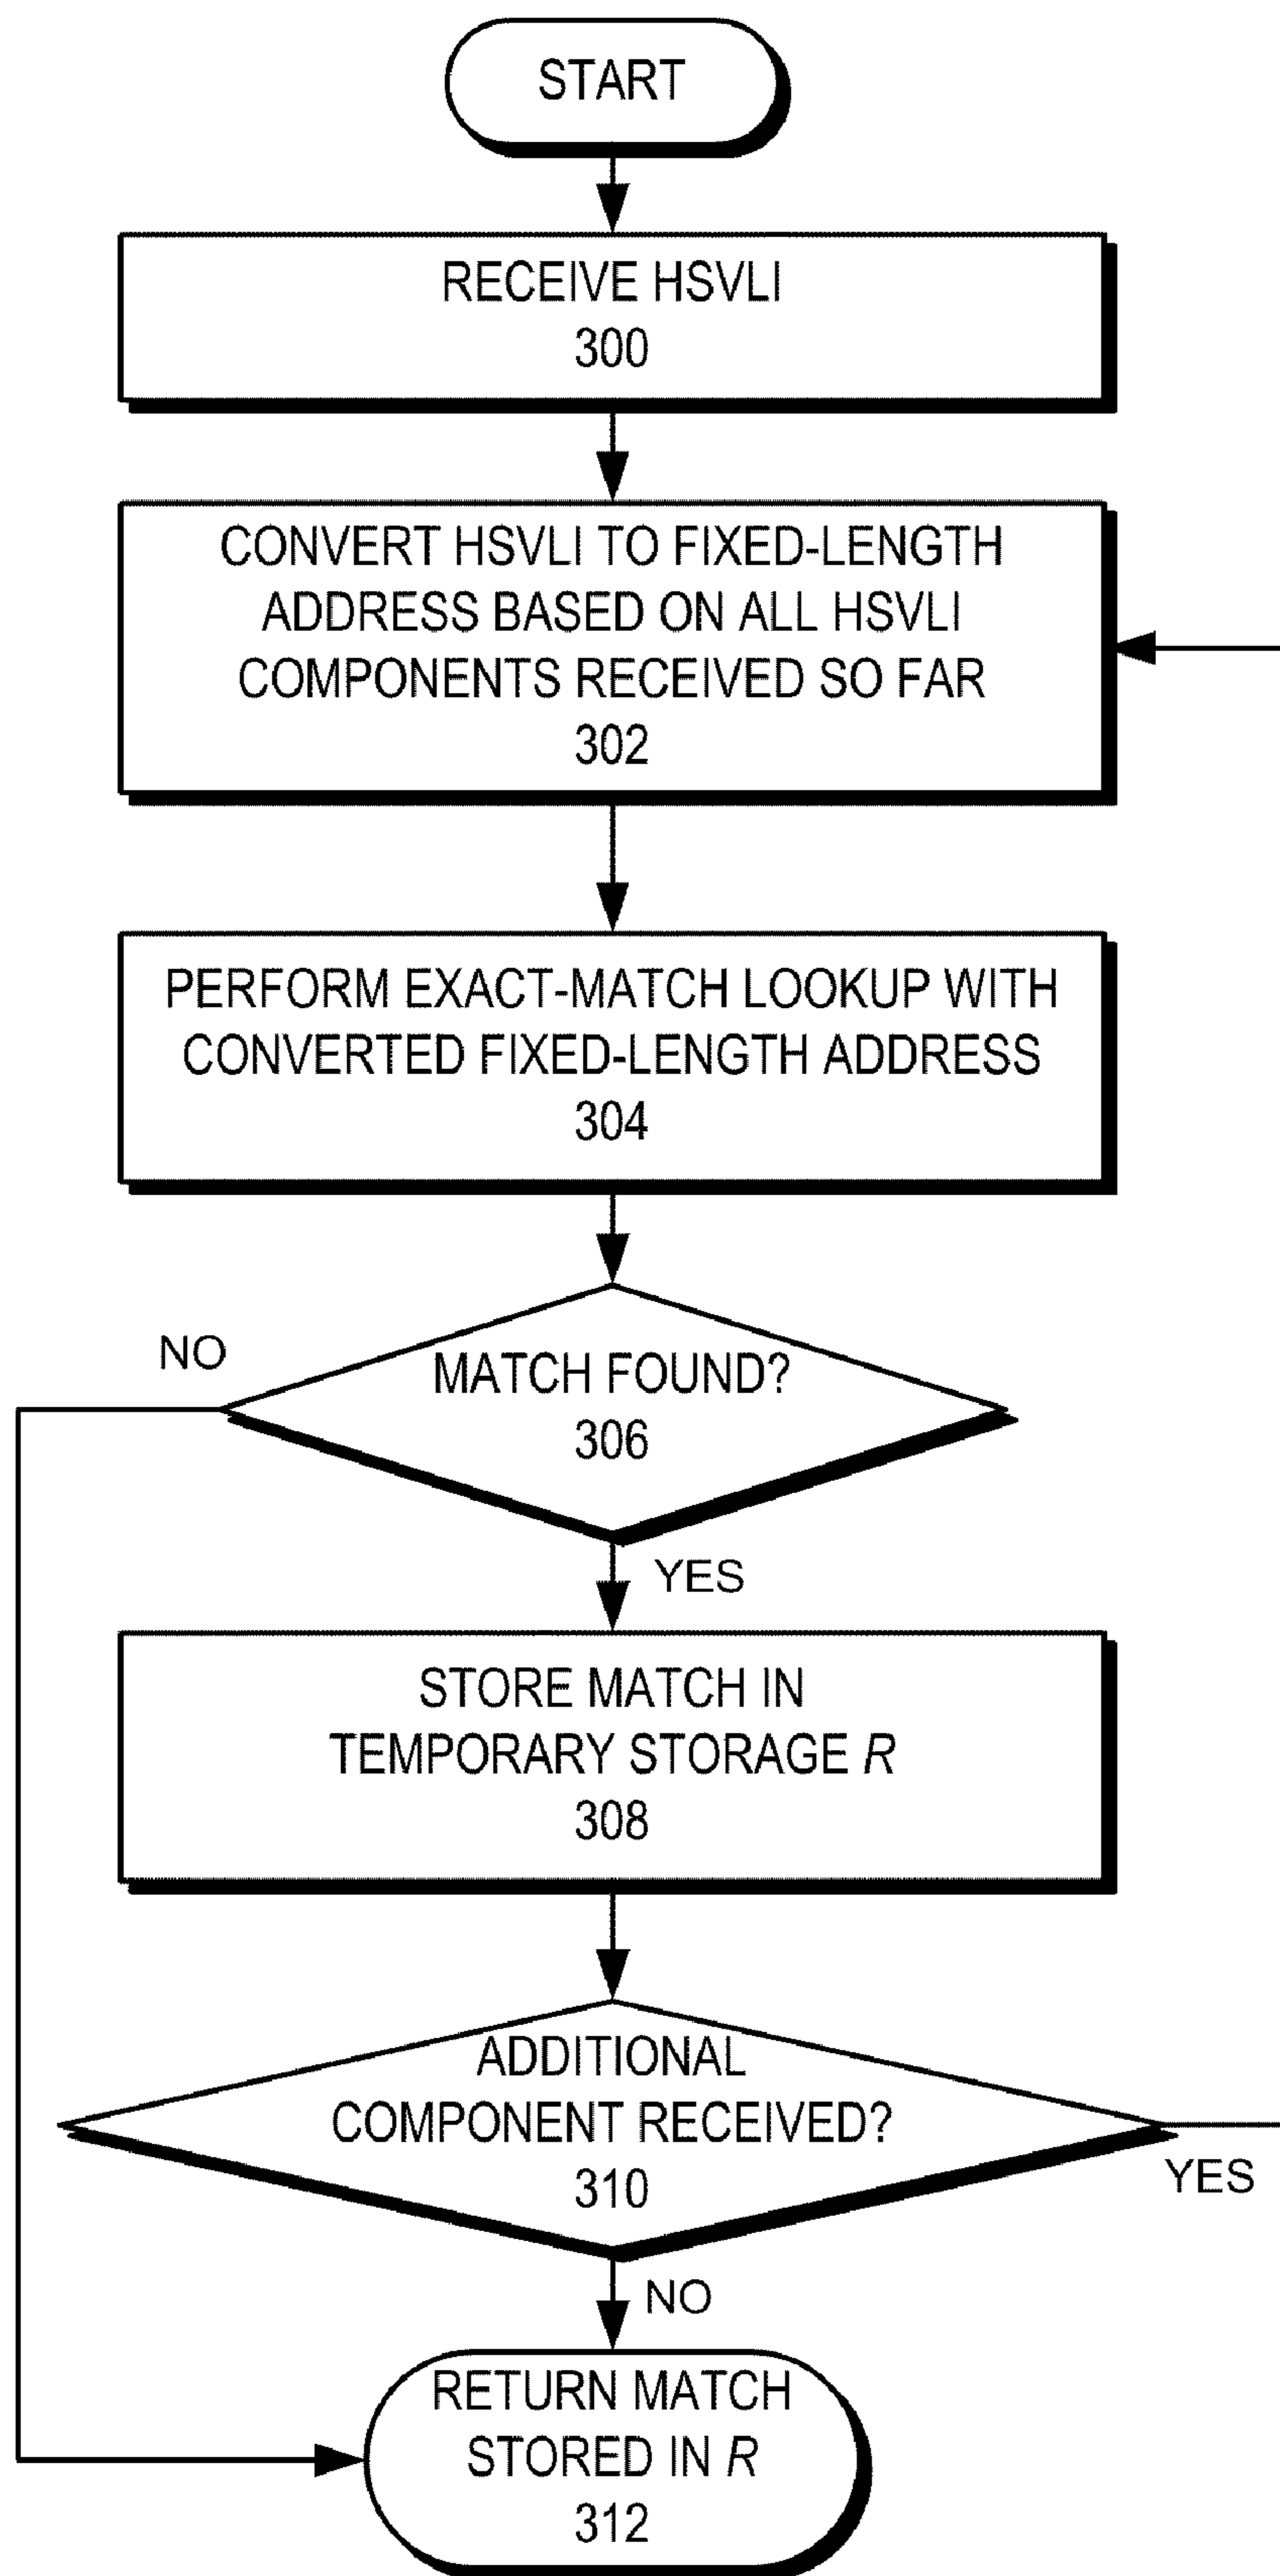 START
RECEIVE HSVLI
300
CONVERT HSVLI TO FIXED-LENGTH
ADDRESS BASED ON ALL HSVLI
COMPONENTS RECEIVED SO FAR
302
PERFORM EXACT-MATCH LOOKUP WITH
CONVERTED FIXED-LENGTH ADDRESS
304
NO
MATCH FOUND?
306
YES
STORE MATCH IN
TEMPORARY STORAGE R
308
ADDITIONAL
COMPONENT RECEIVED?
310
YES
NO
RETURN MATCH
STORED IN R
312